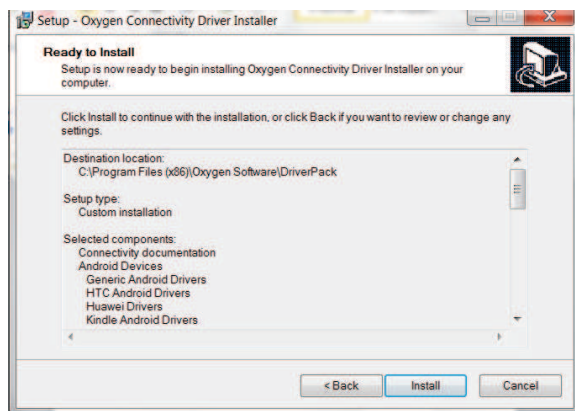 Setup - Oxygen Connectivity Driver Installer
Ready to Install
Setup is now ready to begin installing Oxygen Connectivity Driver Installer on your
computer.
Click Install to continue with the installation, or click Back if you want to review or change any
settings.
Destination location:
C:\Program Files (x86)\Oxygen Software\DriverPack
Setup type:
Custom installation
Selected components:
Connectivity documentation
Android Devices
Generic Android Drivers
HTC Android Drivers
Huawei Drivers
Kindle Android Drivers
< Back Install Cancel